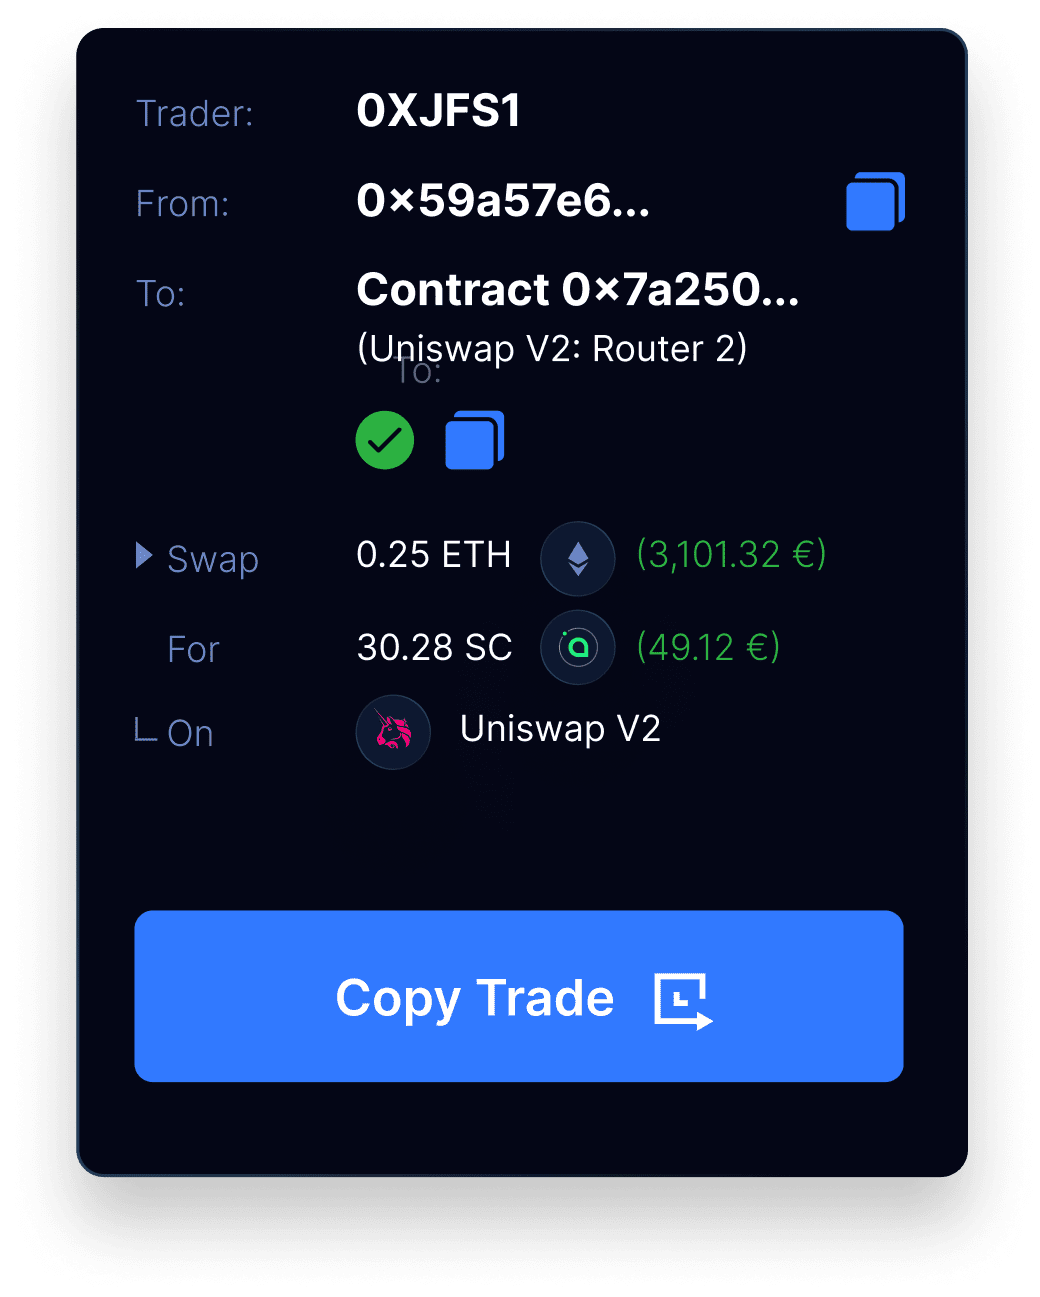 Trader: 0XJFS1
From: 0×59a57e6...
To: Contract 0×7a250...
(Uniswap V2: Router 2)
To:
Swap 0.25 ETH (3,101.32 €)
For 30.28 SC (49.12 €)
On Uniswap V2
Copy Trade